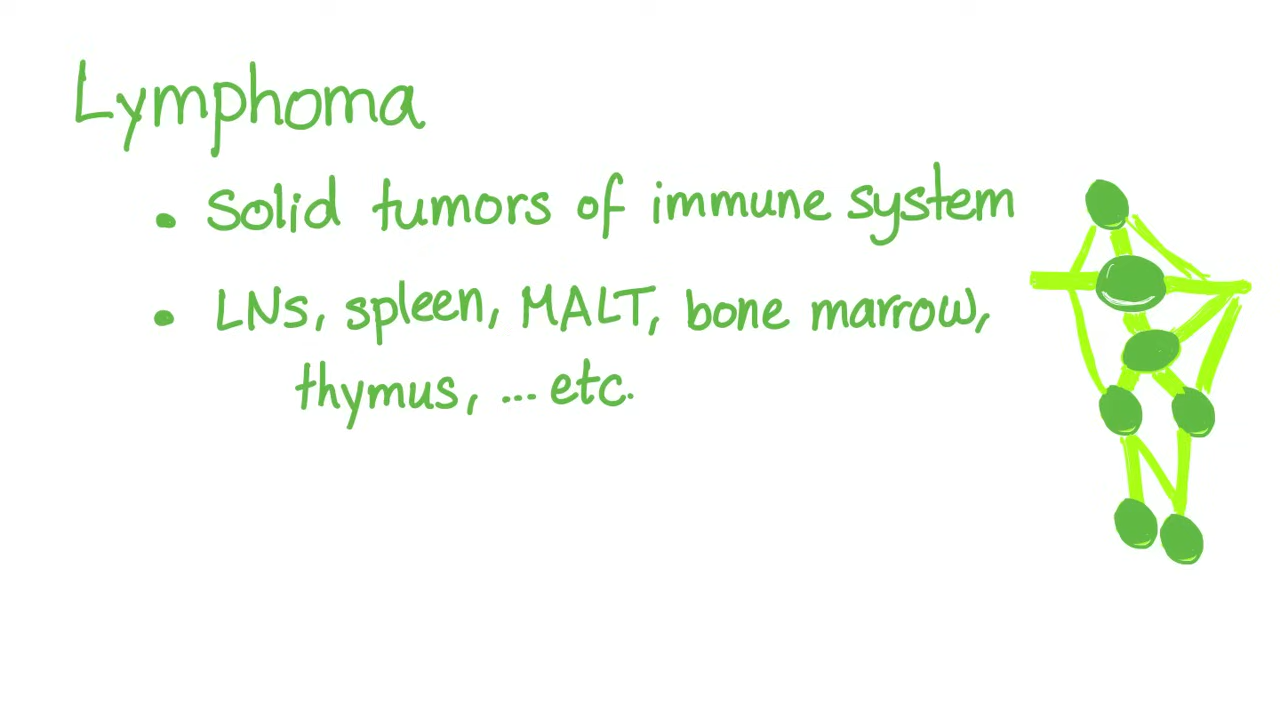 Lymphoma
• Solid tumors of immune system
• LNs, spleen, MALT, bone marrow,
thymus, ... etc.